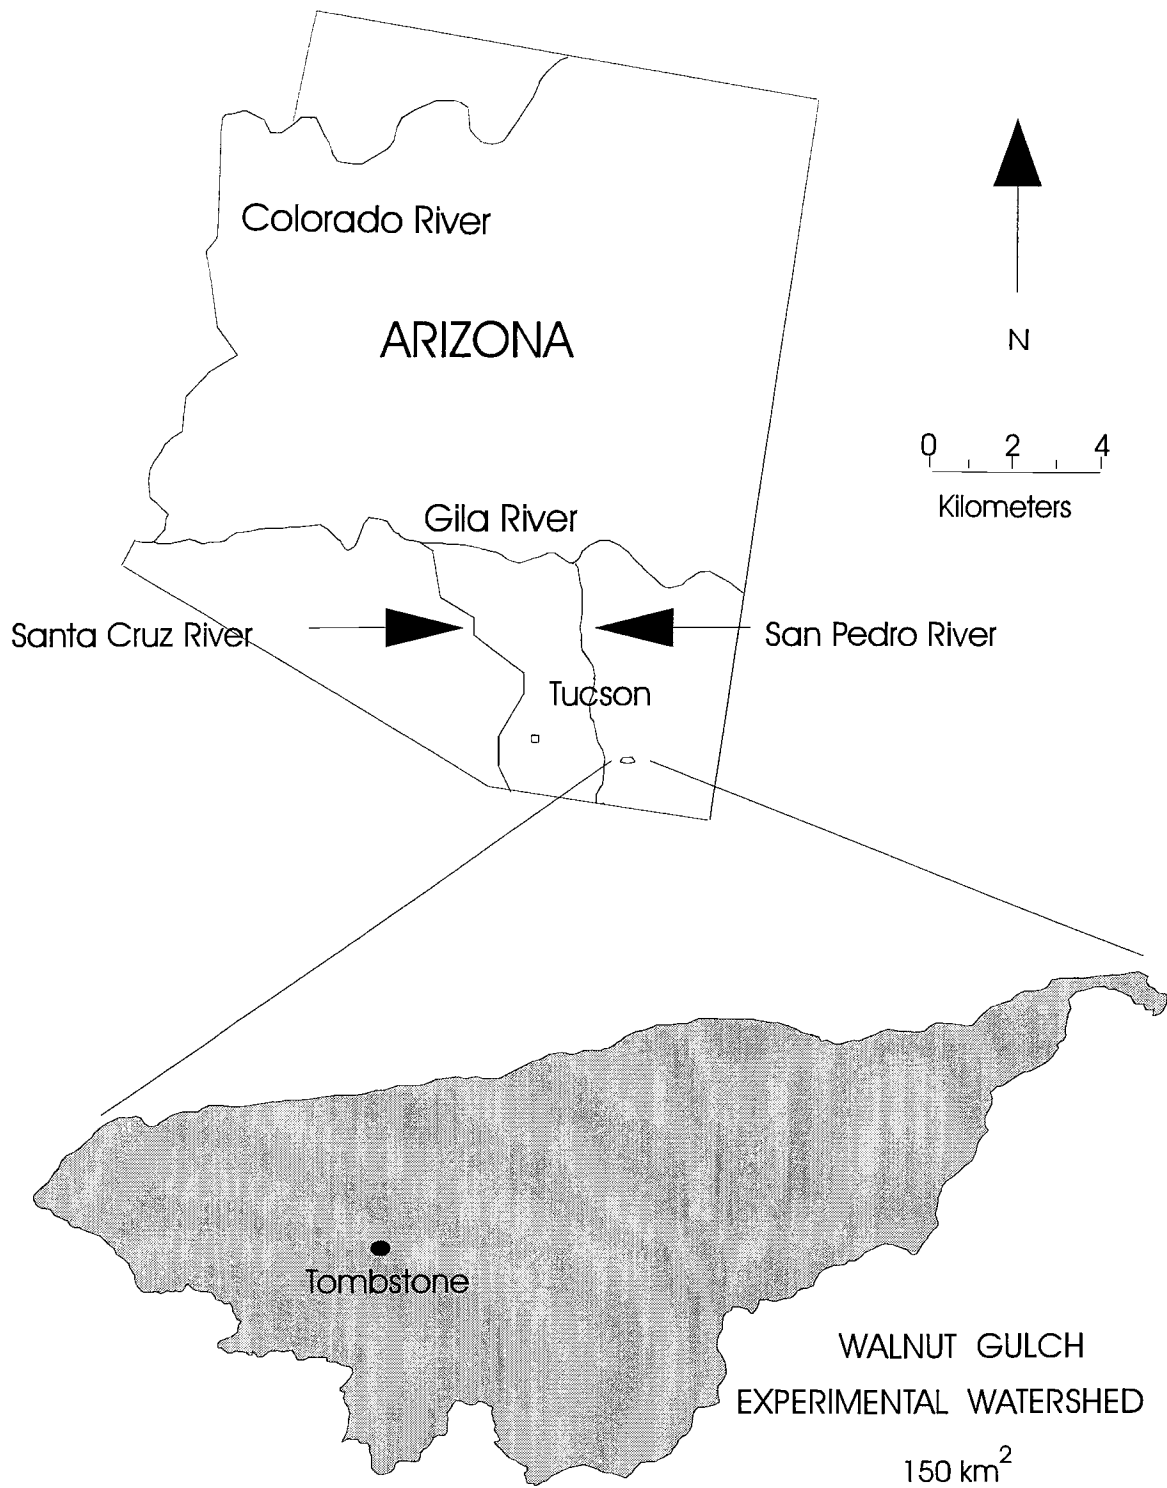 Colorado River
ARIZONA
N
0 2 4
Kilometers
Gila River
Santa Cruz River
San Pedro River
Tucson
Tombstone
WALNUT GULCH
EXPERIMENTAL WATERSHED
150 km²